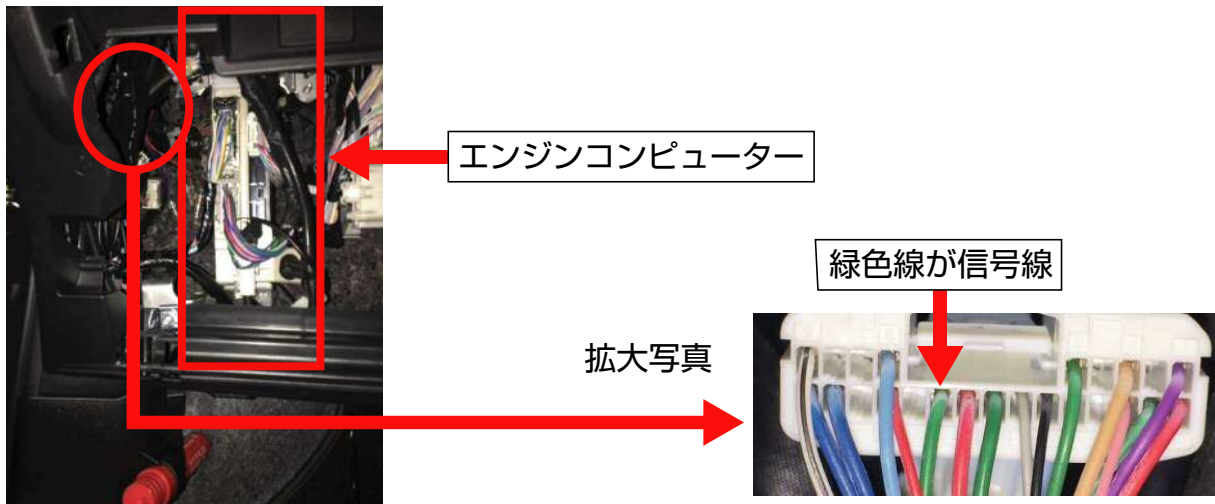 エンジンコンピューター
緑色線が信号線
拡大写真